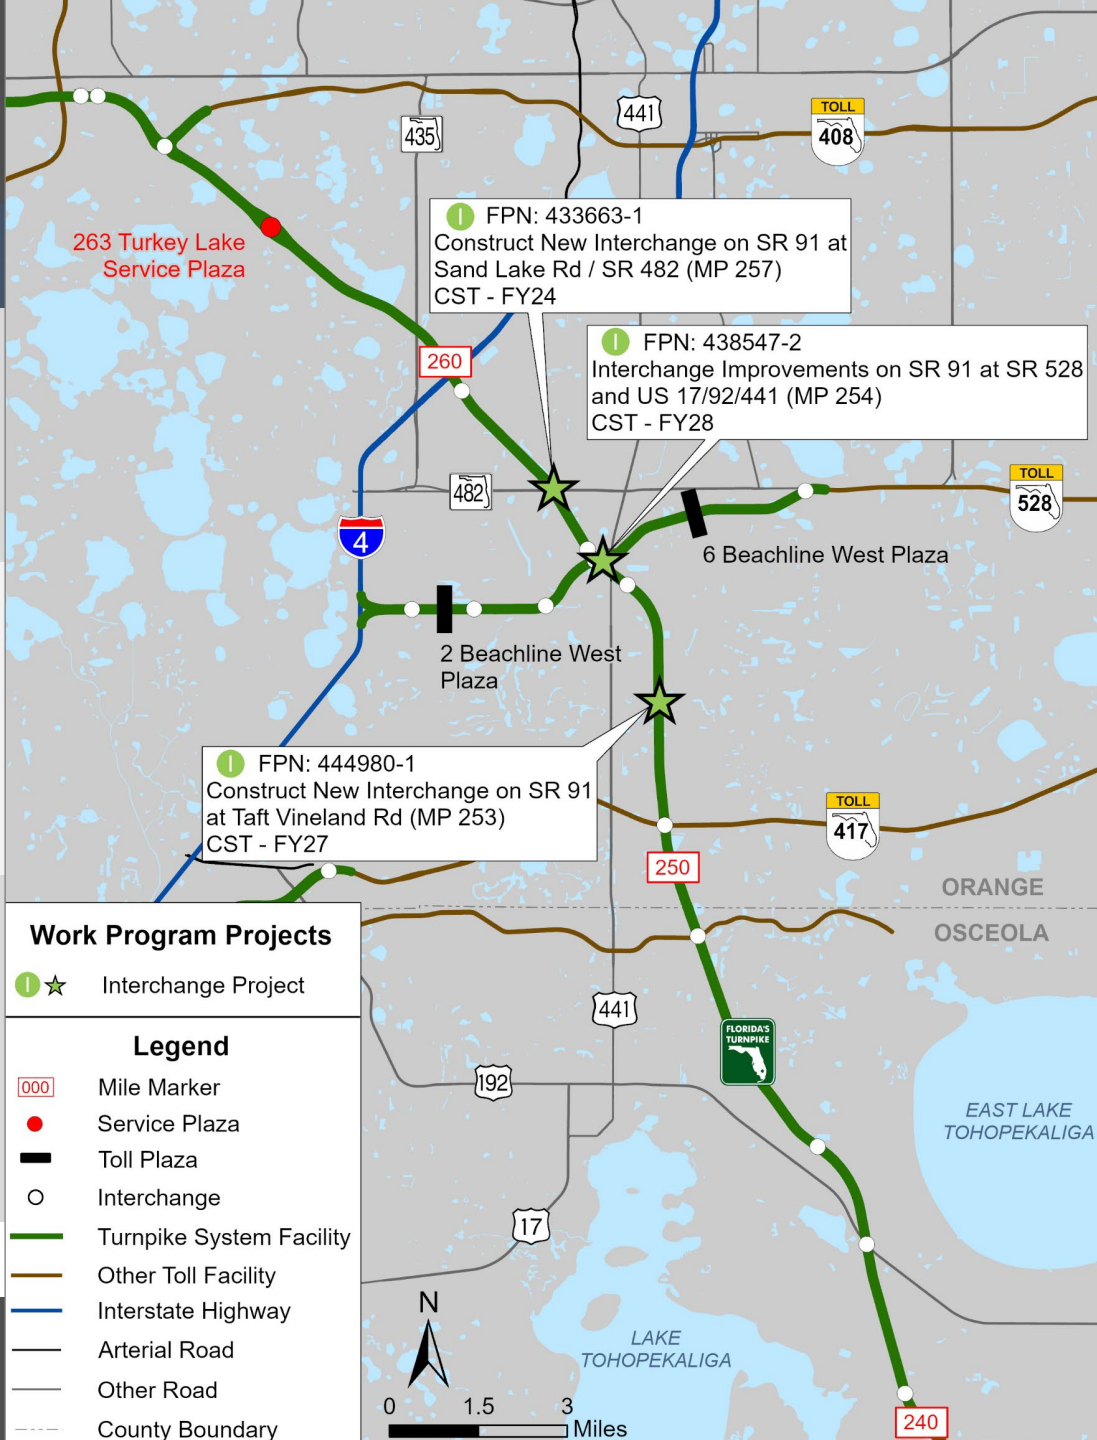 441
TOLL
408
435
I FPN: 433663-1
Construct New Interchange on SR 91 at
Sand Lake Rd / SR 482 (MP 257)
CST - FY24
263 Turkey Lake
Service Plaza
I FPN: 438547-2
Interchange Improvements on SR 91 at SR 528
and US 17/92/441 (MP 254)
CST - FY28
260
482
TOLL
528
4
6 Beachline West Plaza
2 Beachline West
Plaza
I FPN: 444980-1
Construct New Interchange on SR 91
at Taft Vineland Rd (MP 253)
CST - FY27
TOLL
417
250
ORANGE
OSCEOLA
441
FLORIDA'S
TURNPIKE
192
EAST LAKE
TOHOPEKALIGA
17
LAKE
TOHOPEKALIGA
240
Work Program Projects
I Interchange Project
Legend
000 Mile Marker
Service Plaza
Toll Plaza
Interchange
Turnpike System Facility
Other Toll Facility
Interstate Highway
Arterial Road
Other Road
County Boundary
N
0 1.5 3
Miles